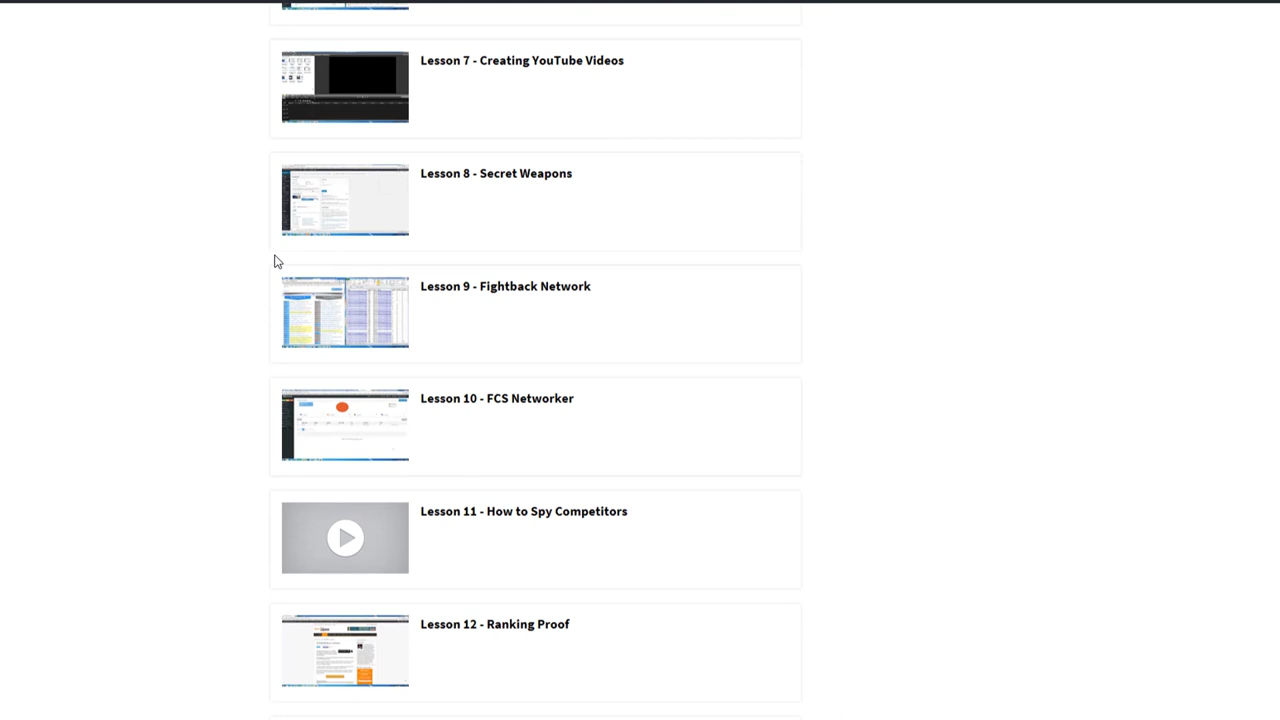 Lesson 7 - Creating YouTube Videos
Lesson 8 - Secret Weapons
Lesson 9 - Fightback Network
Lesson 10 - FCS Networker
Lesson 11 - How to Spy Competitors
Lesson 12 - Ranking Proof